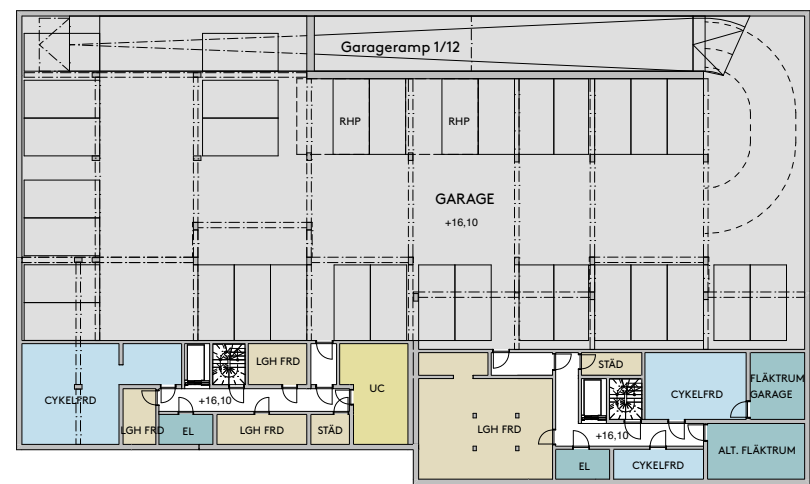 Garageramp 1/12
RHP
RHP
GARAGE
+16,10
LGH FRD
STÄD
FLÄKTRUM
GARAGE
CYKELFRD
UC
CYKELFRD
+16,10
LGH FRD
EL
LGH FRD
STÄD
LGH FRD
+16,10
ALT. FLÄKTRUM
EL
CYKELFRD